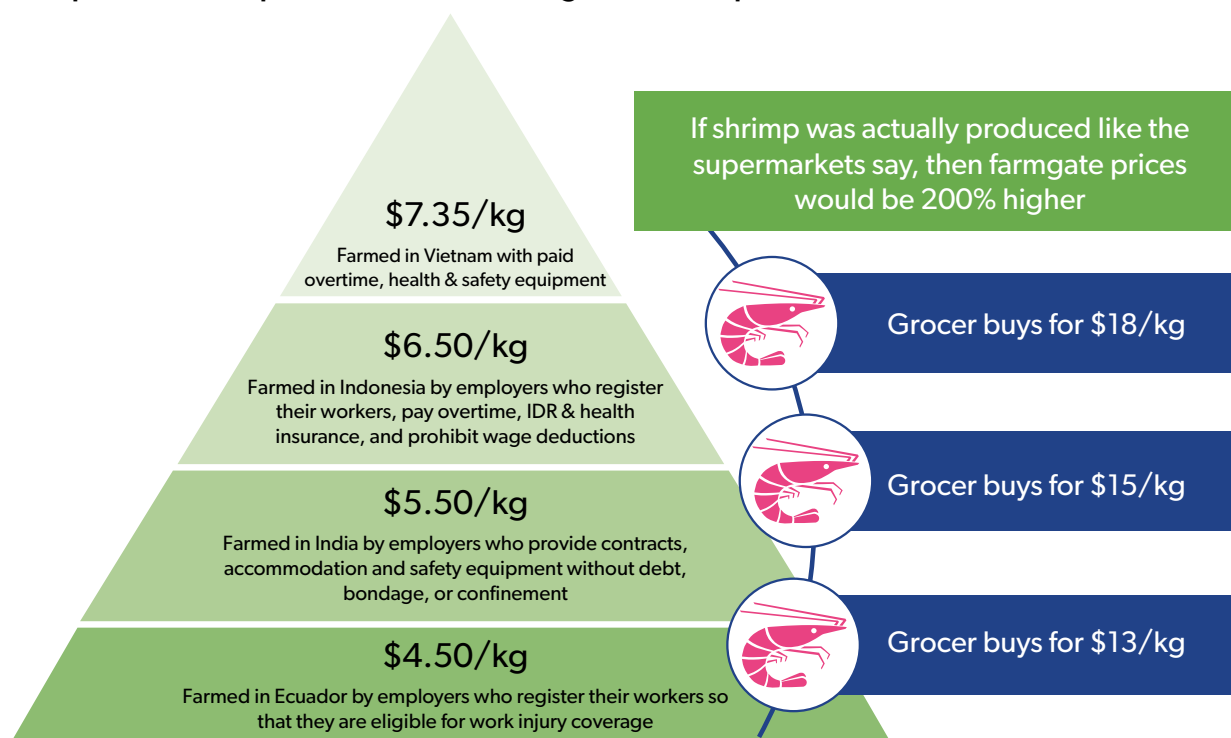 $7.35/kg
Farmed in Vietnam with paid
overtime, health & safety equipment
$6.50/kg
Farmed in Indonesia by employers who register
their workers, pay overtime, IDR & health
insurance, and prohibit wage deductions
$5.50/kg
Farmed in India by employers who provide contracts,
accommodation and safety equipment without debt,
bondage, or confinement
$4.50/kg
Farmed in Ecuador by employers who register their workers so
that they are eligible for work injury coverage
If shrimp was actually produced like the
supermarkets say, then farmgate prices
would be 200% higher
Grocer buys for $18/kg
Grocer buys for $15/kg
Grocer buys for $13/kg